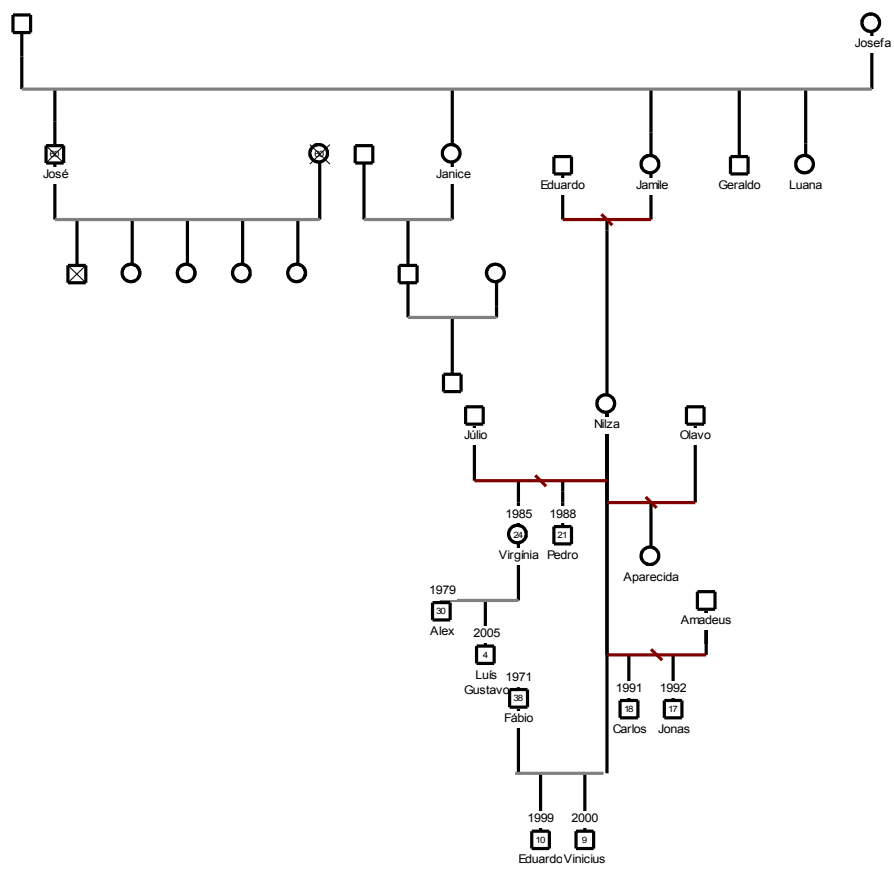 Josefa
60
60
José
Janice
Eduardo
Jamile
Geraldo
Luana
Júlio
Nilza
Olavo
1985
1988
24
21
Virgínia
Pedro
Aparecida
1979
30
Alex
Amadeus
2005
4
Luís
Gustavo
1971
38
Fábio
1991
1992
18
17
Carlos
Jonas
1999
2000
10
9
Eduardo
Vinicius